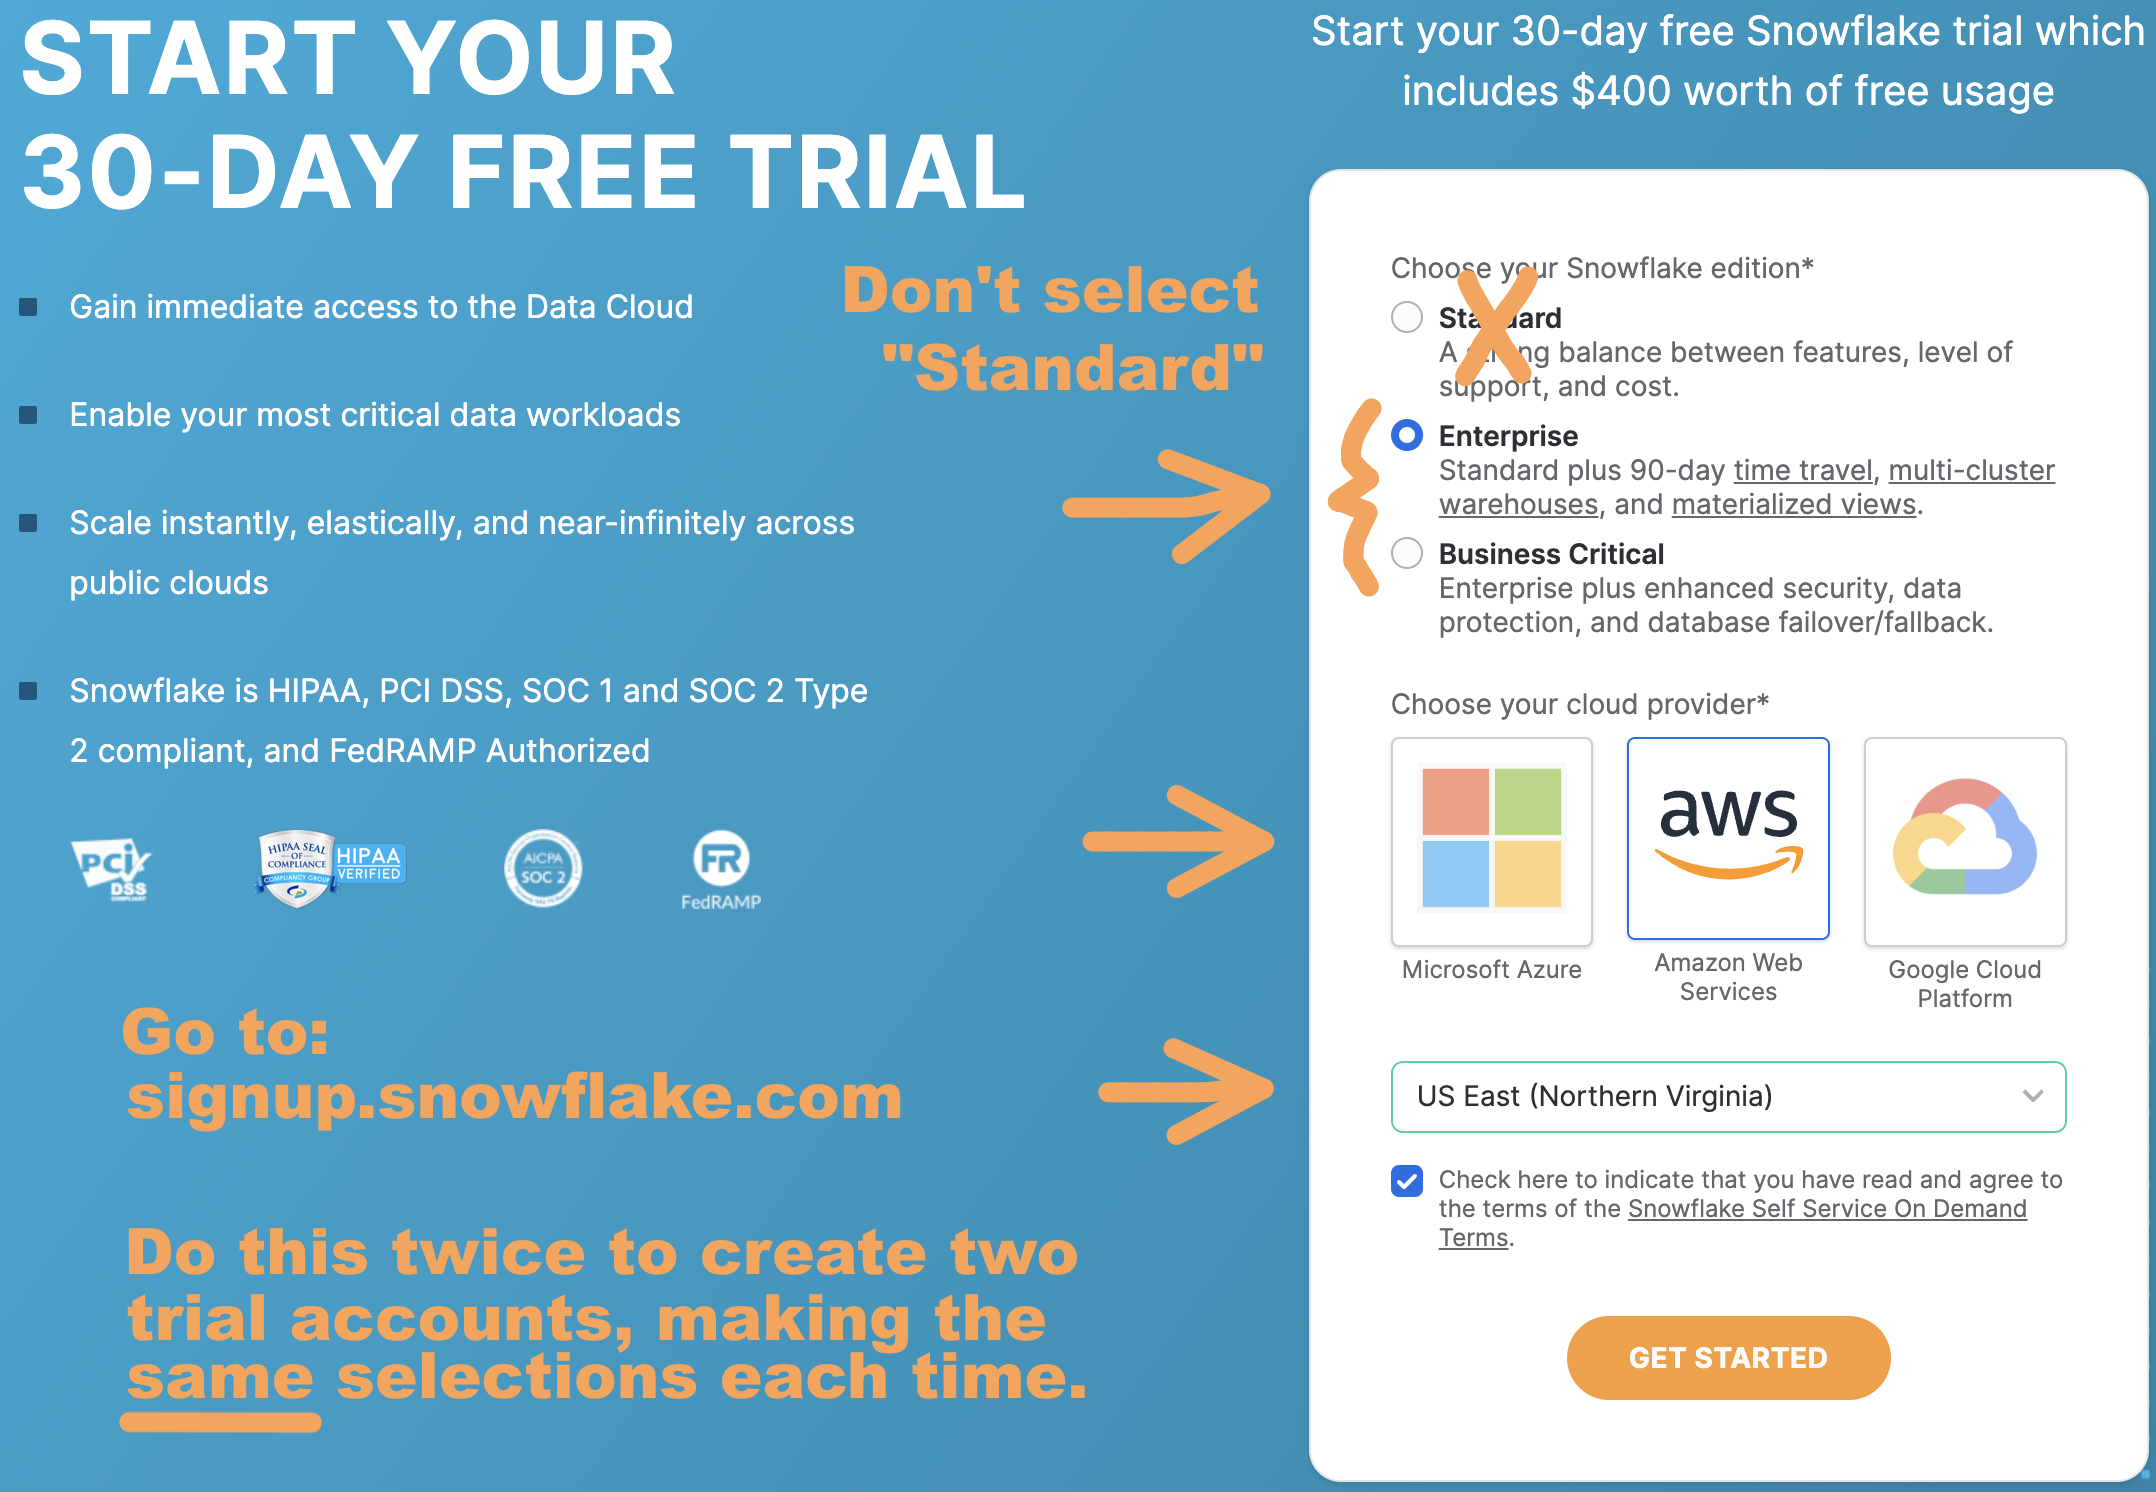 START YOUR
30-DAY FREE TRIAL
Gain immediate access to the Data Cloud
Enable your most critical data workloads
Scale instantly, elastically, and near-infinitely across
public clouds
Snowflake is HIPAA, PCI DSS, SOC 1 and SOC 2 Type
2 compliant, and FedRAMP Authorized
PCI
DSS
COMPLIANT
HIPAA SEAL
OF
COMPLIANCE
COMPLIANCY GROUP
HIPAA
VERIFIED
AICPA
SOC 2
FR
FedRAMP
Don't select
"Standard"
Go to:
signup.snowflake.com
Do this twice to create two
trial accounts, making the
same selections each time.
Start your 30-day free Snowflake trial which
includes $400 worth of free usage
Choose your Snowflake edition*
Standard
A strong balance between features, level of
support, and cost.
Enterprise
Standard plus 90-day time travel, multi-cluster
warehouses, and materialized views.
Business Critical
Enterprise plus enhanced security, data
protection, and database failover/fallback.
Choose your cloud provider*
aws
Microsoft Azure
Amazon Web
Services
Google Cloud
Platform
US East (Northern Virginia)
Check here to indicate that you have read and agree to
the terms of the Snowflake Self Service On Demand
Terms.
GET STARTED